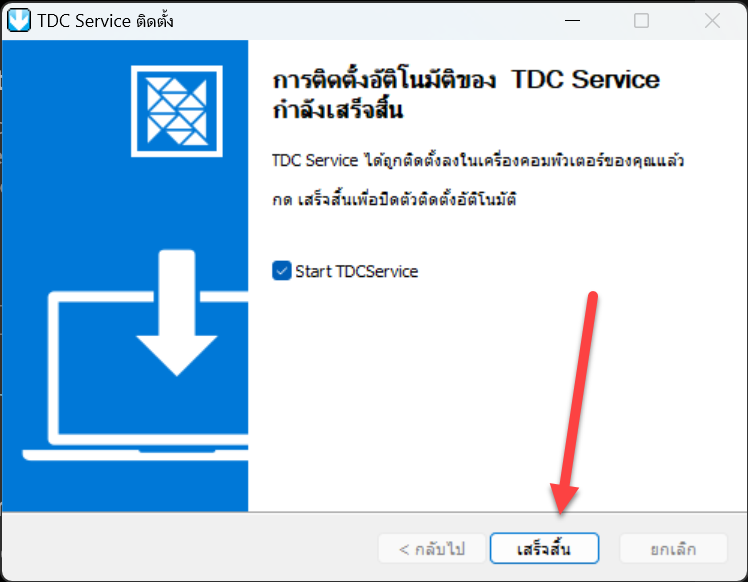 TDC Service ติดตั้ง
การติดตั้งอัติโนมัติของ TDC Service
กำลังเสร็จสิ้น
TDC Service ได้ถูกติดตั้งลงในเครื่องคอมพิวเตอร์ของคุณแล้ว
กด เสร็จสิ้นเพื่อปิดตัวติดตั้งอัติโนมัติ
Start TDCService
< กลับไป
เสร็จสิ้น
ยกเลิก